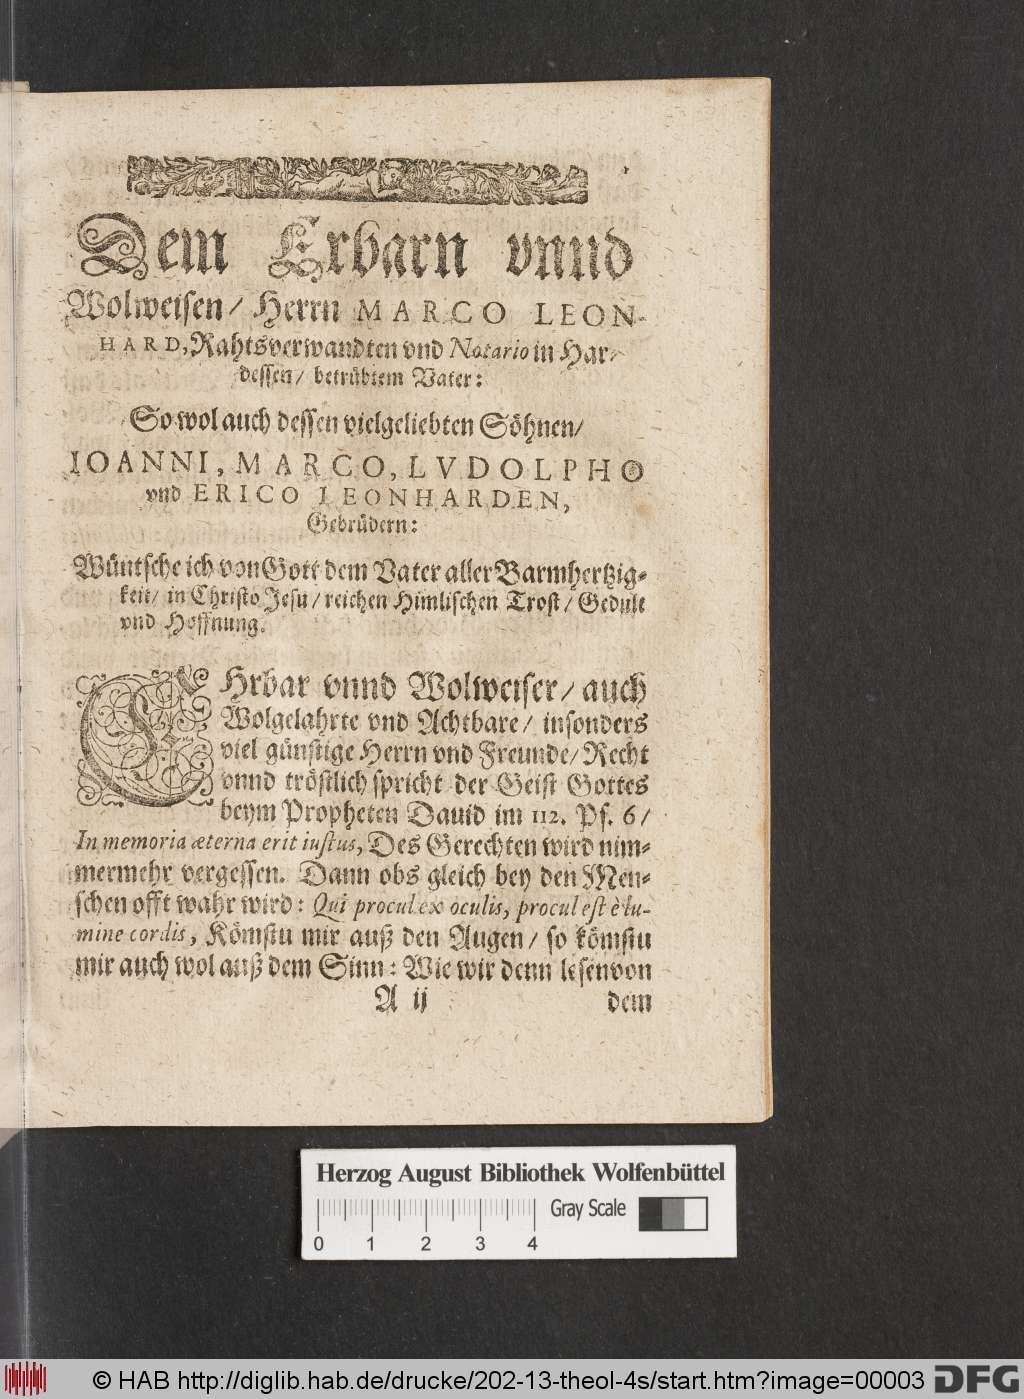 Dem Erbarn vnnd
Wolweisen/ Herrn MARCO LEON-
HARD, Rahtsverwandten vnd Notario in Har-
dessen/ betrübtem Vater:
So wol auch dessen vielgeliebten Söhnen/
IOANNI, MARCO, LVDOLPHO
vnd ERICO LEONHARDEN,
Gebrüdern:
Wüntsche ich von Gott dem Vater aller Barmhertzig-
keit/ in Christo Jesu/ reichen Himlischen Trost/ Gedult
vnd Hoffnung.
EHrbar vnnd Wolweiser/ auch
Wolgelahrte vnd Achtbare/ insonders
viel günstige Herrn vnd Freunde/ Recht
vnnd tröstlich spricht der Geist Gottes
beym Propheten Dauid im 112. Ps. 6/
In memoria æterna erit iustus, Des Gerechten wird nim-
mermehr vergessen. Dann obs gleich bey den Men-
schen offt wahr wird: Qui procul ex oculis, procul est è lu-
mine cordis, Kömstu mir auß den Augen/ so kömstu
mir auch wol auß dem Sinn: Wie wir denn lesen von
A ij dem
Herzog August Bibliothek Wolfenbüttel
Gray Scale
0 1 2 3 4
© HAB http://diglib.hab.de/drucke/202-13-theol-4s/start.htm?image=00003 DFG